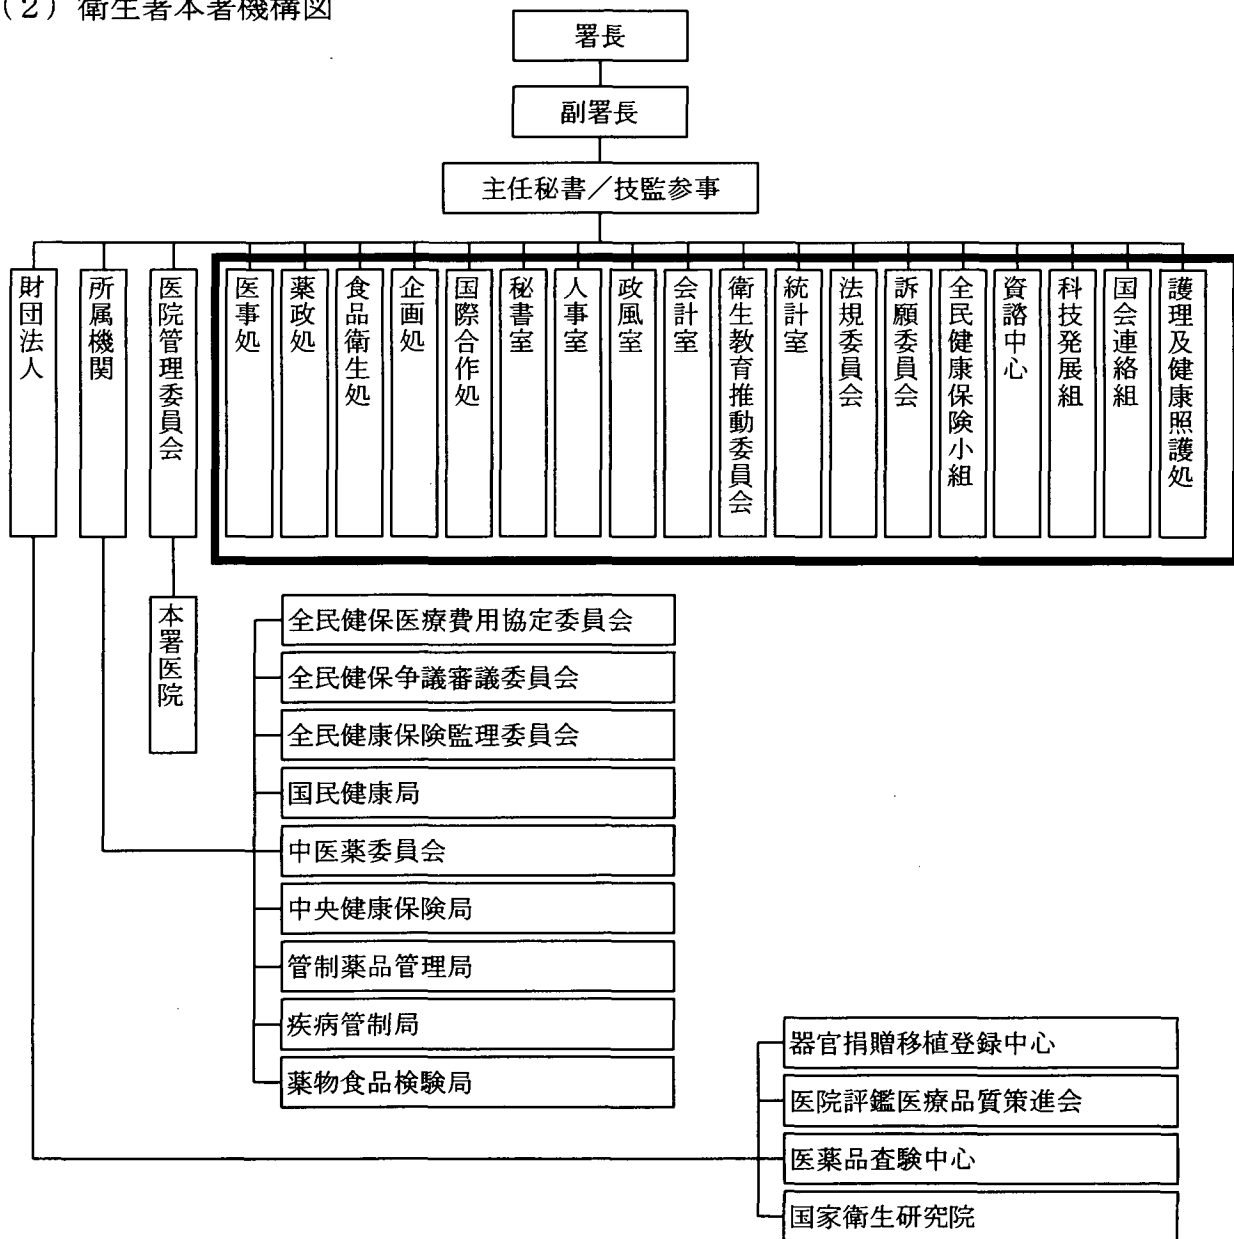 (2) 衛生署本署機構図
署長
副署長
主任秘書／技監参事
財団法人
所属機関
医院管理委員会
医事処
薬政処
食品衛生処
企画処
国際合作処
秘書室
人事室
政風室
会計室
衛生教育推動委員会
統計室
法規委員会
訴願委員会
全民健康保険小組
資諮中心
科技発展組
国会連絡組
護理及健康照護処
本署医院
全民健保医療費用協定委員会
全民健保争議審議委員会
全民健康保険監理委員会
国民健康局
中医薬委員会
中央健康保険局
管制薬品管理局
疾病管制局
薬物食品検験局
器官捐贈移植登録中心
医院評鑑医療品質策進会
医薬品査験中心
国家衛生研究院